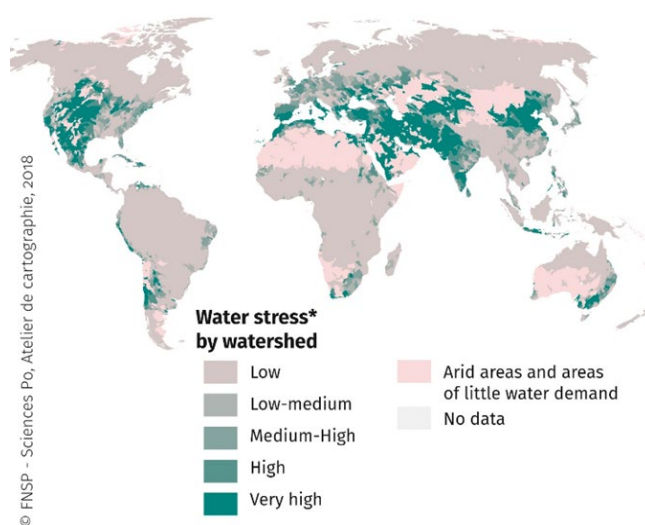 © FNSP - Sciences Po, Atelier de cartographie, 2018
Water stress*
by watershed
Low
Low-medium
Medium-High
High
Very high
Arid areas and areas
of little water demand
No data